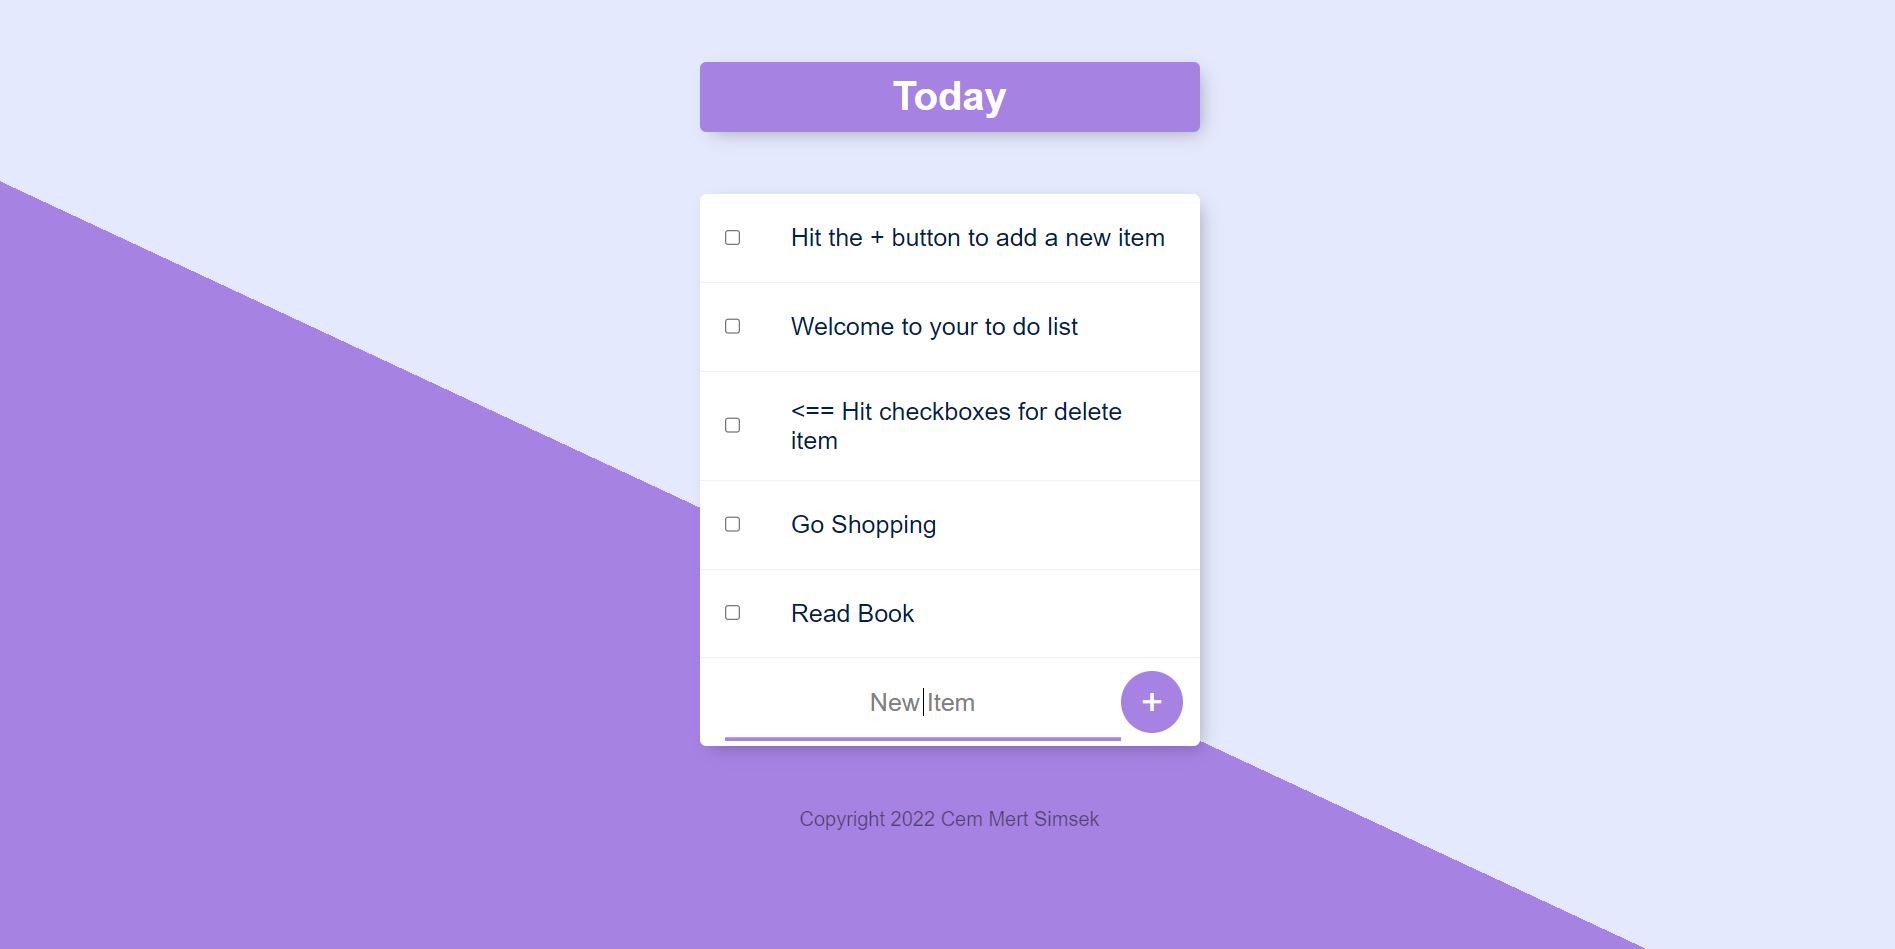 Today
Hit the + button to add a new item
Welcome to your to do list
<== Hit checkboxes for delete
item
Go Shopping
Read Book
New Item
+
Copyright 2022 Cem Mert Simsek